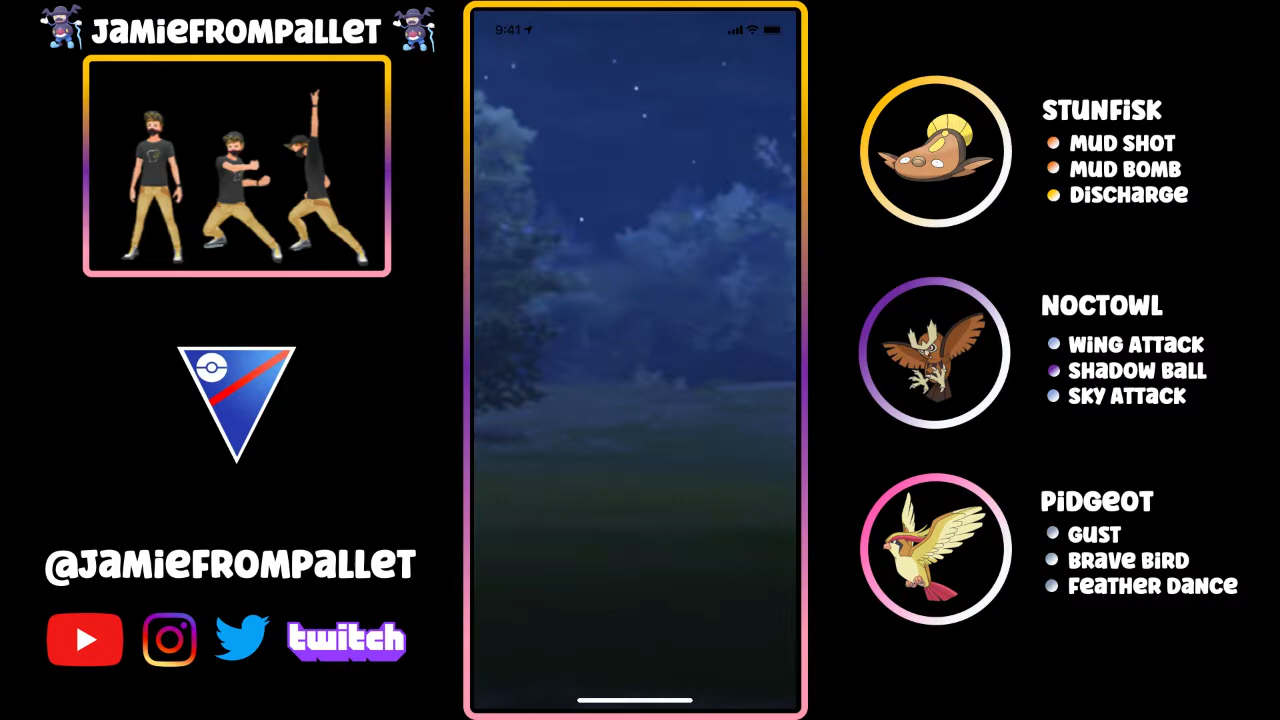 JAMIEFROMPALLET
9:41
STUNFISK
MUD SHOT
MUD BOMB
DISCHARGE
NOCTOWL
WING ATTACK
SHADOW BALL
SKY ATTACK
PIDGEOT
GUST
BRAVE BIRD
FEATHER DANCE
@JAMIEFROMPALLET
twitch